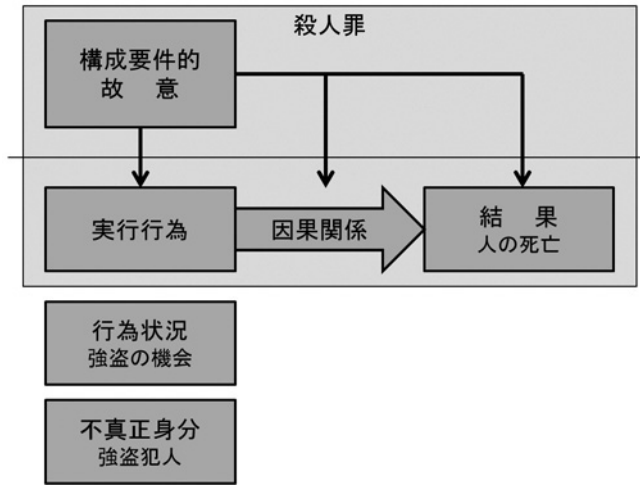 殺人罪
構成要件的
故 意
実行行為
因果関係
結 果
人の死亡
行為状況
強盗の機会
不真正身分
強盗犯人